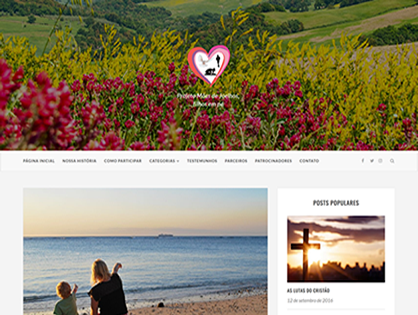 Projeto Mães de Joelhos,
Filhos em pé
PÁGINA INICIAL NOSSA HISTÓRIA COMO PARTICIPAR CATEGORIAS TESTEMUNHOS PARCEIROS PATROCINADORES CONTATO
POSTS POPULARES
AS LUTAS DO CRISTÃO
12 de setembro de 2016